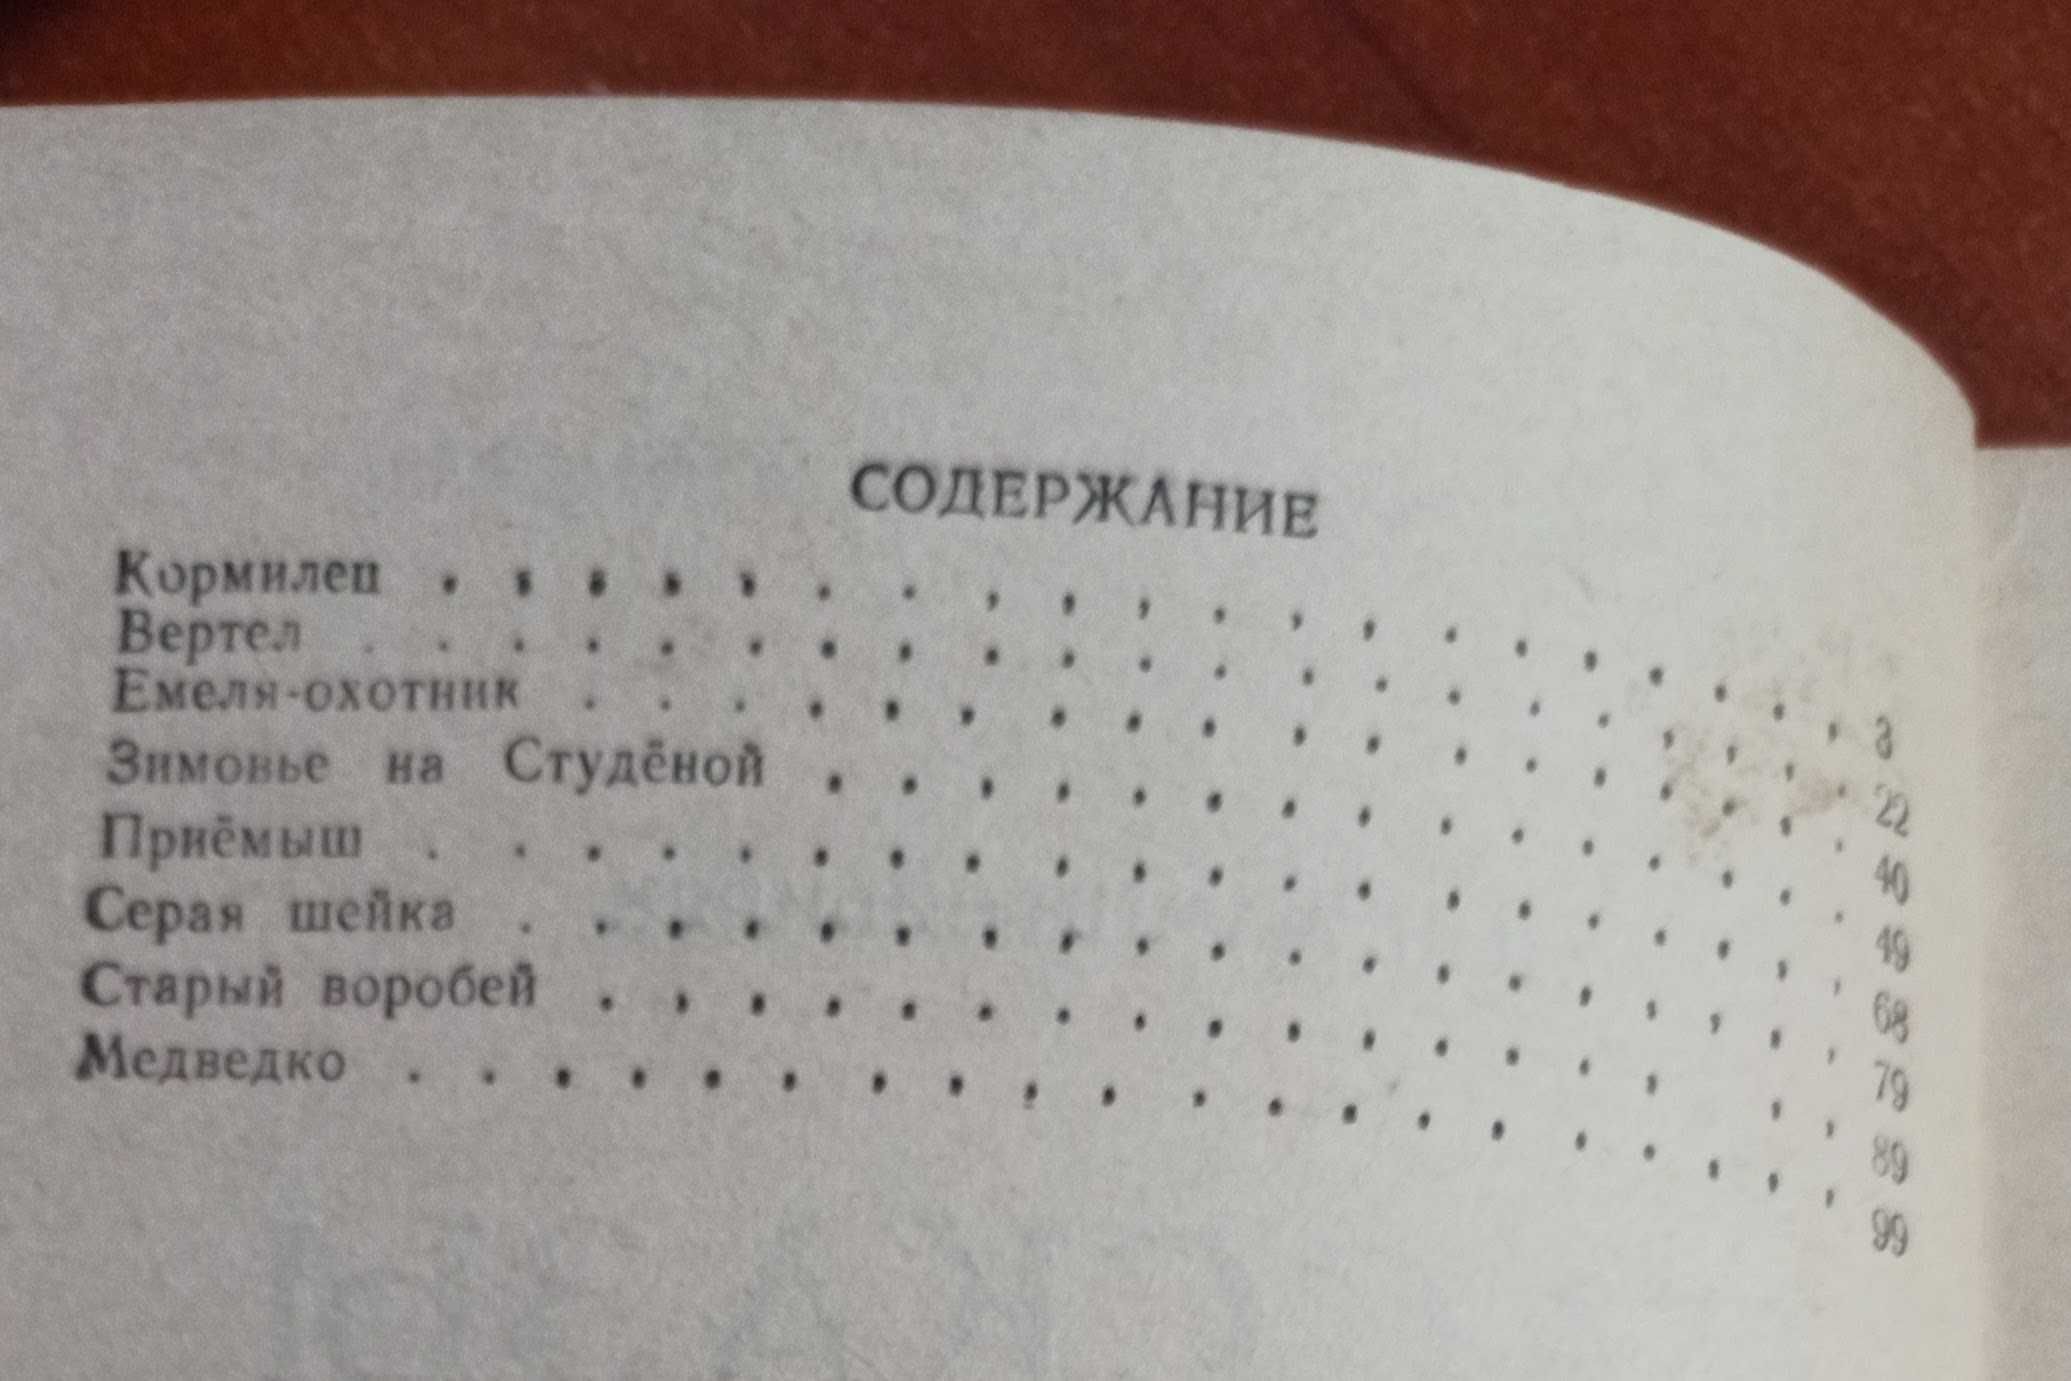 СОДЕРЖАНИЕ
Кормилец . . . . . . . . . . . . . . . . . . . . 3
Вертел . . . . . . . . . . . . . . . . . . . . 22
Емеля-охотник . . . . . . . . . . . . . . . . . 40
Зимовье на Студёной . . . . . . . . . . . . . . 49
Приёмыш . . . . . . . . . . . . . . . . . . . 68
Серая шейка . . . . . . . . . . . . . . . . . . 79
Старый воробей . . . . . . . . . . . . . . . . . 89
Медведко . . . . . . . . . . . . . . . . . . . . 99